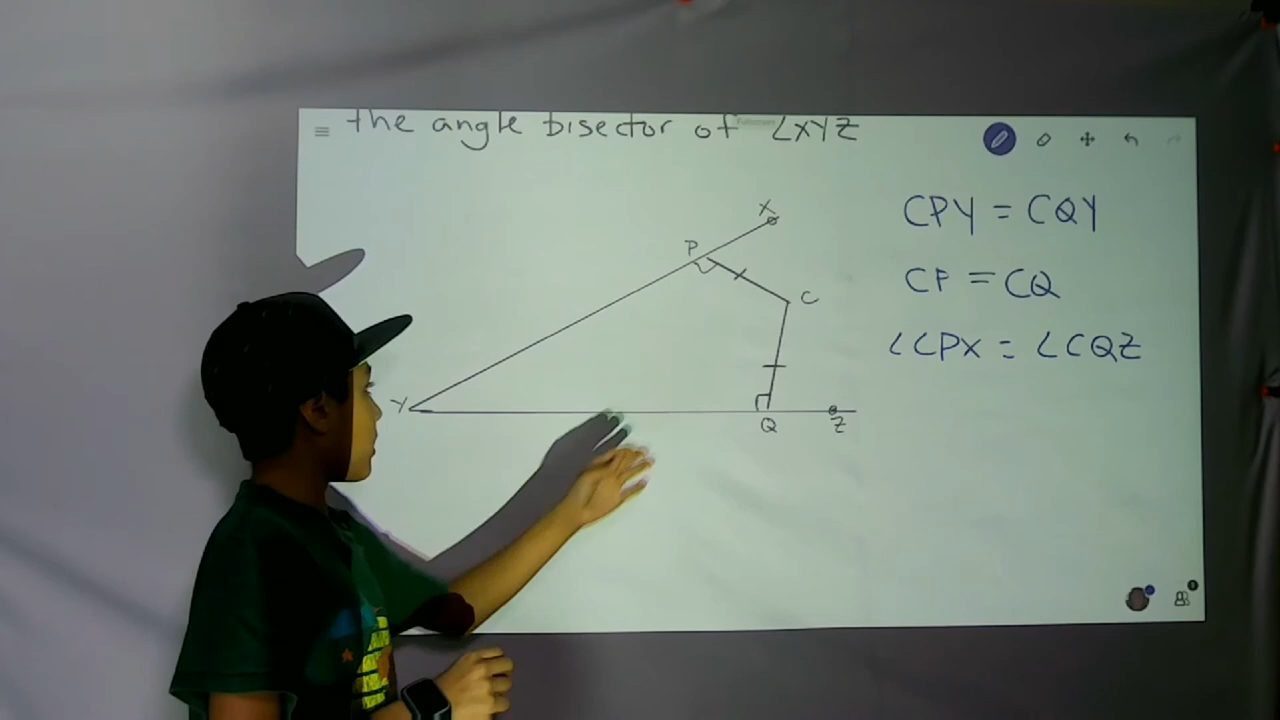 the angle bisector of ∠XYZ
CPY = CQY
CP = CQ
∠CPX = ∠CQZ
X
P
C
Y
Q
Z